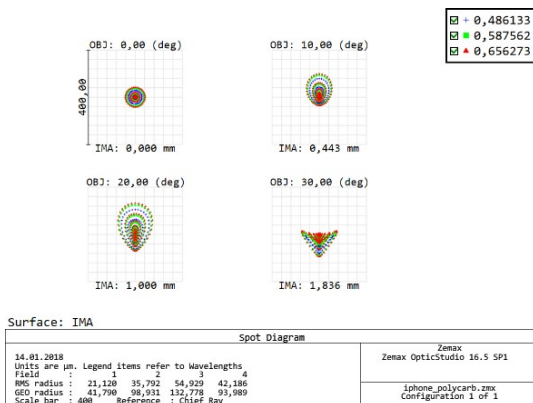 0,486133
0,587562
0,656273
OBJ: 0,00 (deg)
OBJ: 10,00 (deg)
400,00
IMA: 0,000 mm
IMA: 0,443 mm
OBJ: 20,00 (deg)
OBJ: 30,00 (deg)
IMA: 1,000 mm
IMA: 1,836 mm
Surface: IMA
Spot Diagram
14.01.2018
Units are µm. Legend items refer to Wavelengths
Field : 1 2 3 4
RMS radius : 21,120 35,792 54,929 42,186
GEO radius : 41,790 98,931 132,778 93,989
Scale bar : 400 Reference : Chief Ray
Zemax
Zemax OpticStudio 16.5 SP1
iphone_polycarb.zmx
Configuration 1 of 1